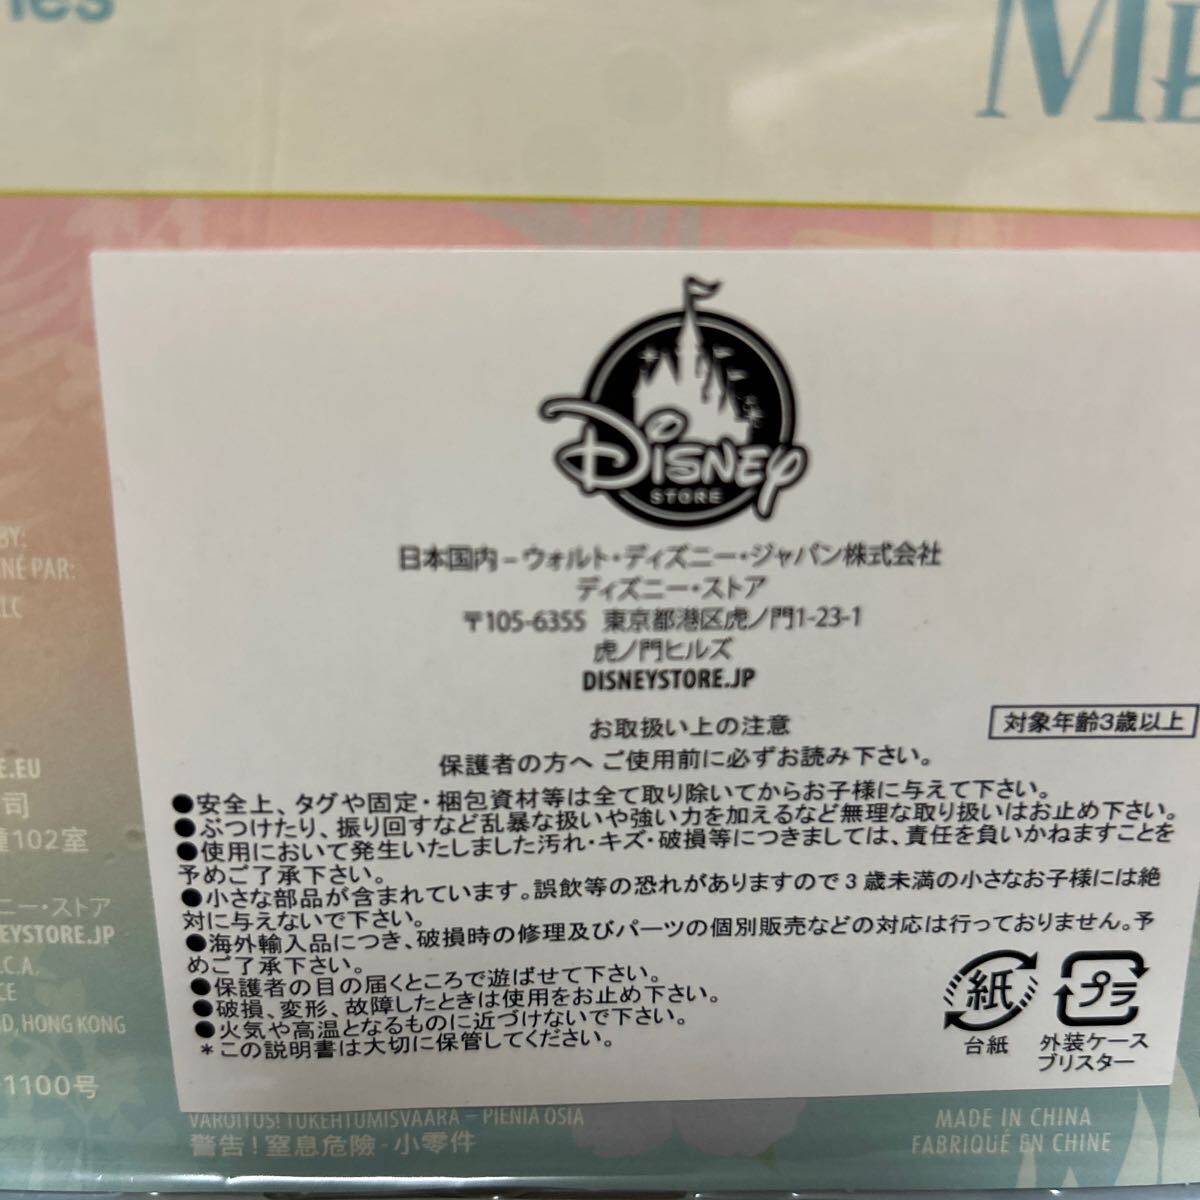 DISNEY
STORE
日本国内－ウォルト・ディズニー・ジャパン株式会社
ディズニー・ストア
〒105-6355 東京都港区虎ノ門1-23-1
虎ノ門ヒルズ
DISNEYSTORE.JP
お取扱い上の注意
対象年齢3歳以上
保護者の方へ ご使用前に必ずお読み下さい。
●安全上、タグや固定・梱包資材等は全て取り除いてからお子様に与えて下さい。
●ぶつけたり、振り回すなど乱暴な扱いや強い力を加えるなど無理な取り扱いはお止め下さい。
●使用において発生いたしました汚れ・キズ・破損等につきましては、責任を負いかねますことを
予めご了承下さい。
●小さな部品が含まれています。誤飲等の恐れがありますので3歳未満の小さなお子様には絶
対に与えないで下さい。
●海外輸入品につき、破損時の修理及びパーツの個別販売などの対応は行っておりません。予
めご了承下さい。
●保護者の目の届くところで遊ばせて下さい。
●破損、変形、故障したときは使用をお止め下さい。
●火気や高温となるものに近づけないで下さい。
＊この説明書は大切に保管してください。
紙
台紙
プラ
外装ケース
ブリスター
BY:
NÉ PAR:
LLC
E.EU
司
102室
ニー・ストア
EYSTORE.JP
.C.A.
CE
D, HONG KONG
1100号
VAROITUS! TUKEHTUMISVAARA – PIENIÄ OSIA
警告！窒息危險-小零件
MADE IN CHINA
FABRIQUÉ EN CHINE